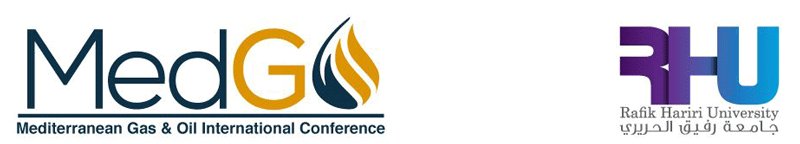 MedGO
Mediterranean Gas & Oil International Conference
RHU
Rafik Hariri University
جامعة رفيق الحريري